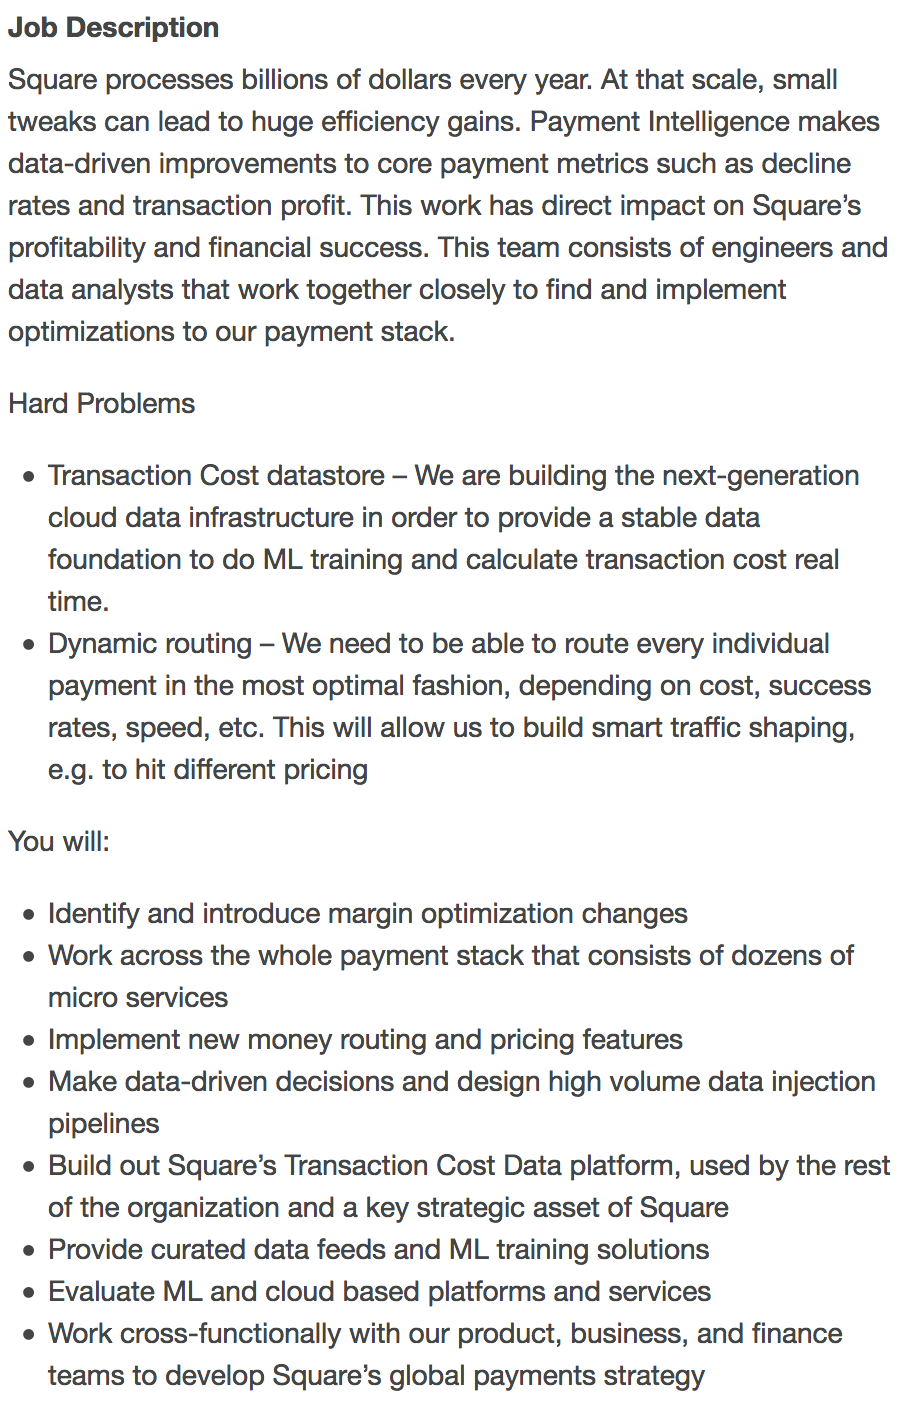 Job Description
Square processes billions of dollars every year. At that scale, small
tweaks can lead to huge efficiency gains. Payment Intelligence makes
data-driven improvements to core payment metrics such as decline
rates and transaction profit. This work has direct impact on Square’s
profitability and financial success. This team consists of engineers and
data analysts that work together closely to find and implement
optimizations to our payment stack.
Hard Problems
• Transaction Cost datastore – We are building the next-generation
cloud data infrastructure in order to provide a stable data
foundation to do ML training and calculate transaction cost real
time.
• Dynamic routing – We need to be able to route every individual
payment in the most optimal fashion, depending on cost, success
rates, speed, etc. This will allow us to build smart traffic shaping,
e.g. to hit different pricing
You will:
• Identify and introduce margin optimization changes
• Work across the whole payment stack that consists of dozens of
micro services
• Implement new money routing and pricing features
• Make data-driven decisions and design high volume data injection
pipelines
• Build out Square’s Transaction Cost Data platform, used by the rest
of the organization and a key strategic asset of Square
• Provide curated data feeds and ML training solutions
• Evaluate ML and cloud based platforms and services
• Work cross-functionally with our product, business, and finance
teams to develop Square’s global payments strategy